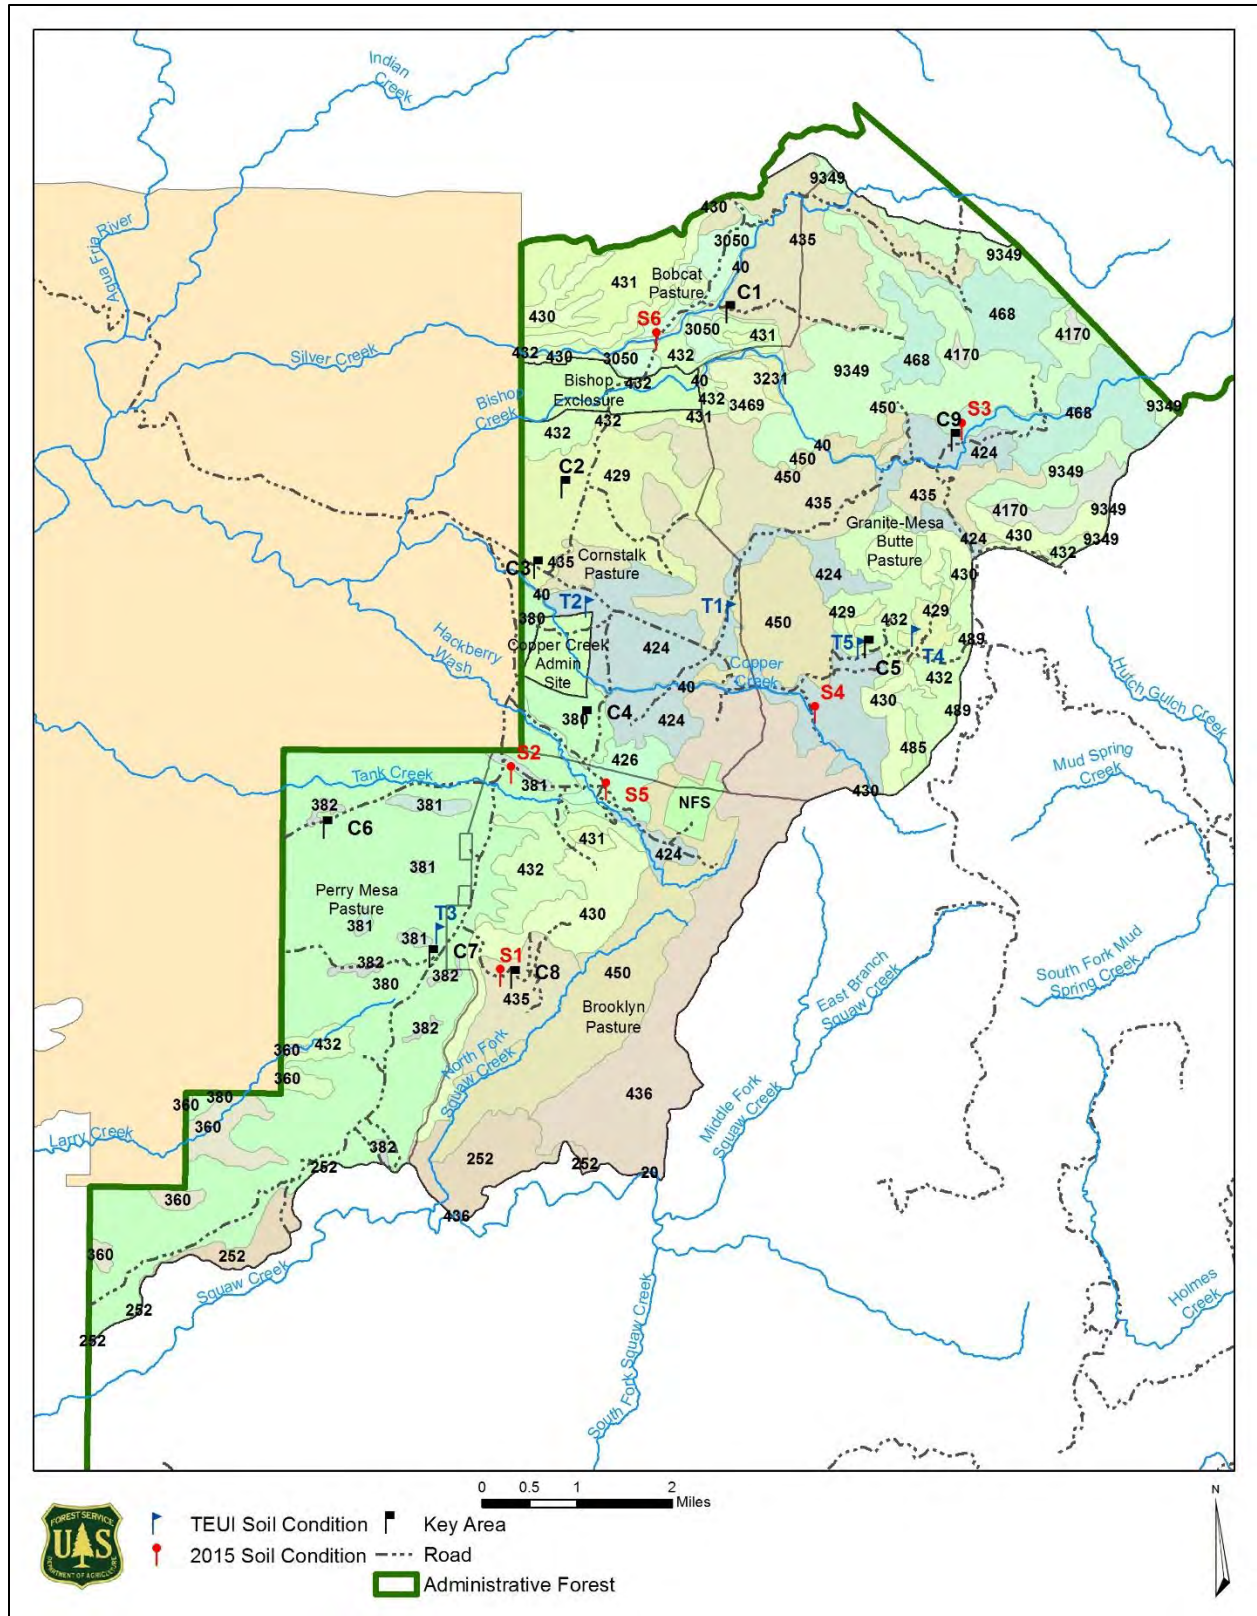 Indian
Creek
9349
430
3050
435
9349
Agua Fria River
40
431
Bobcat
Pasture
C1
468
430
S6
3050
431
4170
4170
Silver Creek
432
430
3050
432
468
9349
Bishop
Exclosure
432
40
3231
Bishop
Creek
432
3469
450
S3
468
9349
432
431
C9
432
40
424
450
9349
C2
429
450
435
435
4170
9349
Granite-Mesa
Butte
Pasture
424
430
9349
432
C3
435
Cornstalk
Pasture
424
430
40
T2
T1
429
432
429
380
450
T5
489
Copper Creek
Admin
Site
424
T4
Hackberry
Wash
Copper
Creek
C5
432
Hutch Gulch Creek
40
S4
430
489
380
C4
424
485
Mud Spring
Creek
S2
426
Tank Creek
381
430
382
381
S5
NFS
C6
431
424
381
432
Perry Mesa
Pasture
T3
430
381
381
C7
450
South Fork Mud
Spring Creek
382
382
S1
C8
East Branch
Squaw Creek
380
435
Brooklyn
Pasture
382
432
360
North Fork
Squaw Creek
360
436
360
380
Middle Fork
Squaw Creek
360
Larry Creek
382
252
252
252
20
360
436
360
252
Squaw Creek
252
Holmes
Creek
252
South Fork Squaw Creek
0 0.5 1 2
Miles
N
FOREST SERVICE
U S
DEPARTMENT OF AGRICULTURE
TEUI Soil Condition
Key Area
2015 Soil Condition
Road
Administrative Forest